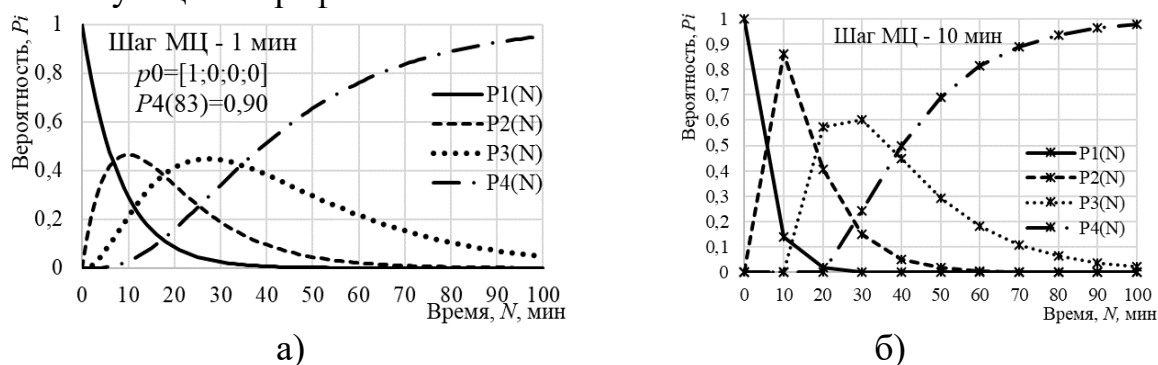 Вероятность, Pi
1
0,8
0,6
0,4
0,2
0
Шаг МЦ - 1 мин
p0=[1;0;0;0]
P4(83)=0,90
P1(N)
P2(N)
P3(N)
P4(N)
0 10 20 30 40 50 60 70 80 90 100
Время, N, мин
а)
Вероятность, Pi
1
0,9
0,8
0,7
0,6
0,5
0,4
0,3
0,2
0,1
0
Шаг МЦ - 10 мин
P1(N)
P2(N)
P3(N)
P4(N)
0 10 20 30 40 50 60 70 80 90 100
Время, N, мин
б)